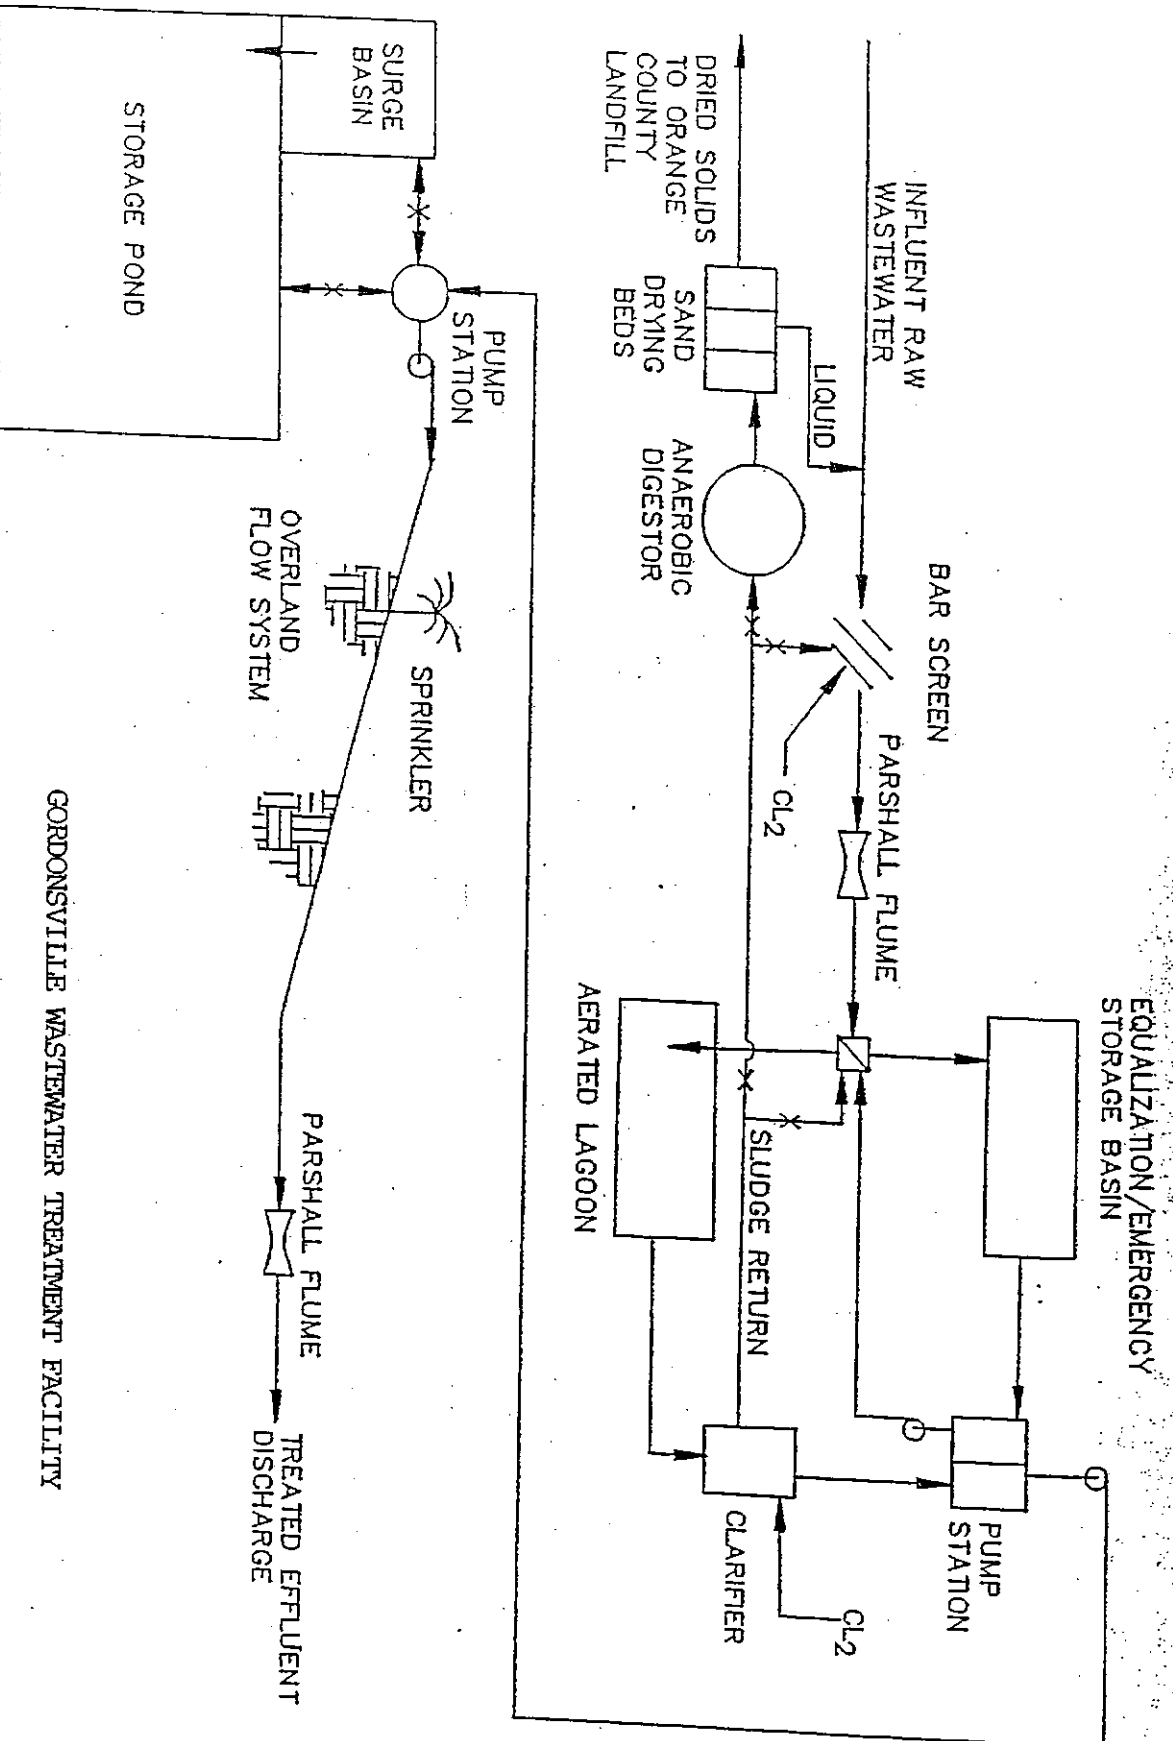 EQUALIZATION/EMERGENCY
STORAGE BASIN
INFLUENT RAW
WASTEWATER
BAR SCREEN
PARSHALL FLUME
PUMP
STATION
LIQUID
CL2
CL2
DRIED SOLIDS
TO ORANGE
COUNTY
LANDFILL
SAND
DRYING
BEDS
ANAEROBIC
DIGESTOR
SLUDGE RETURN
CLARIFIER
AERATED LAGOON
PUMP
STATION
SURGE
BASIN
SPRINKLER
STORAGE POND
OVERLAND
FLOW SYSTEM
PARSHALL FLUME
TREATED EFFLUENT
DISCHARGE
GORDONSVILLE WASTEWATER TREATMENT FACILITY